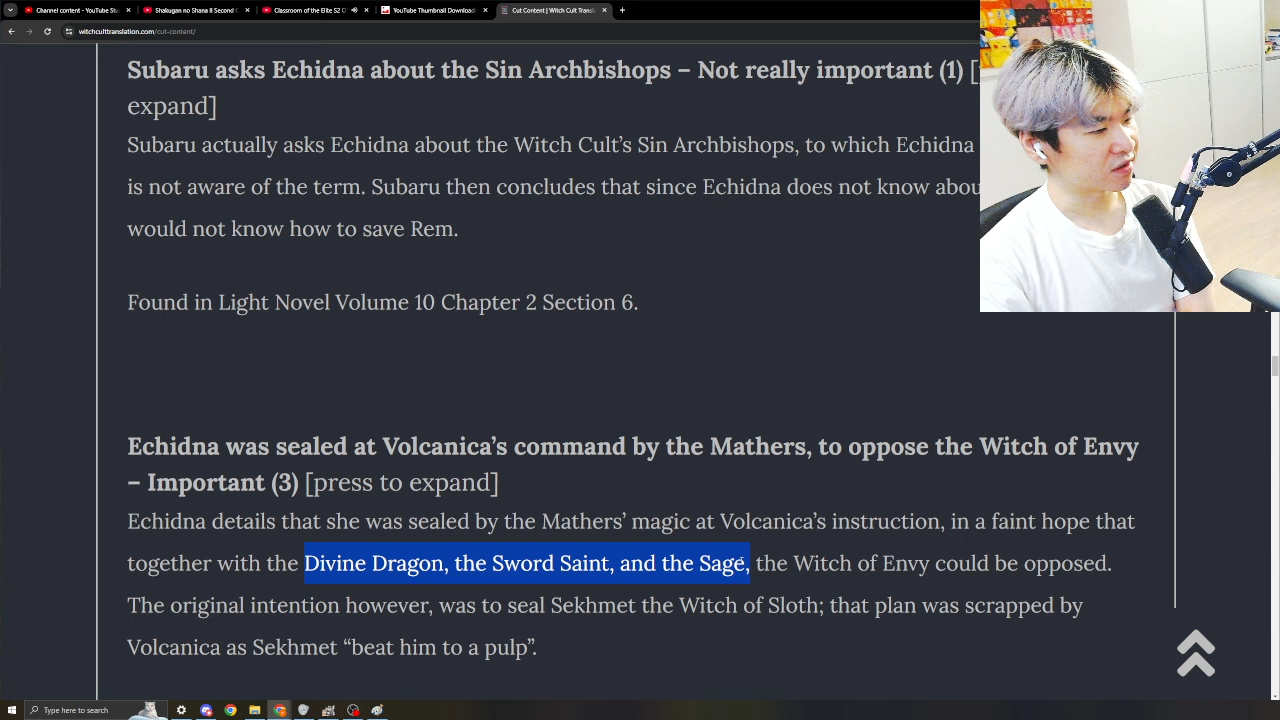 Channel content - YouTube Stu
Shakugan no Shana II Second
Classroom of the Elite S2 O
YouTube Thumbnail Download
Cut Content | Witch Cult Transl
witchculttranslation.com/cut-content/
Subaru asks Echidna about the Sin Archbishops – Not really important (1) [
expand]
Subaru actually asks Echidna about the Witch Cult’s Sin Archbishops, to which Echidna
is not aware of the term. Subaru then concludes that since Echidna does not know abou
would not know how to save Rem.
Found in Light Novel Volume 10 Chapter 2 Section 6.
Echidna was sealed at Volcanica’s command by the Mathers, to oppose the Witch of Envy
– Important (3) [press to expand]
Echidna details that she was sealed by the Mathers’ magic at Volcanica’s instruction, in a faint hope that
together with the Divine Dragon, the Sword Saint, and the Sage, the Witch of Envy could be opposed.
The original intention however, was to seal Sekhmet the Witch of Sloth; that plan was scrapped by
Volcanica as Sekhmet “beat him to a pulp”.
Type here to search